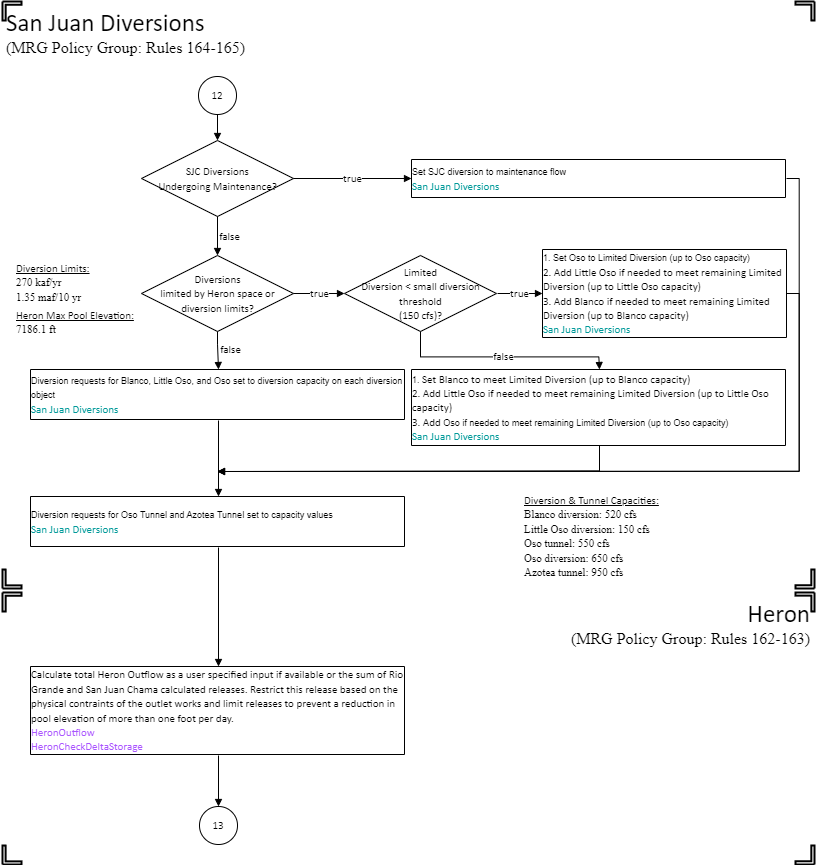 San Juan Diversions
(MRG Policy Group: Rules 164-165)
12
SJC Diversions
Undergoing Maintenance?
true
Set SJC diversion to maintenance flow
San Juan Diversions
false
Diversion Limits:
270 kaf/yr
1.35 maf/10 yr
Heron Max Pool Elevation:
7186.1 ft
Diversions
limited by Heron space or
diversion limits?
true
Limited
Diversion < small diversion
threshold
(150 cfs)?
true
1. Set Oso to Limited Diversion (up to Oso capacity)
2. Add Little Oso if needed to meet remaining Limited
Diversion (up to Little Oso capacity)
3. Add Blanco if needed to meet remaining Limited
Diversion (up to Blanco capacity)
San Juan Diversions
false
false
Diversion requests for Blanco, Little Oso, and Oso set to diversion capacity on each diversion
object
San Juan Diversions
1. Set Blanco to meet Limited Diversion (up to Blanco capacity)
2. Add Little Oso if needed to meet remaining Limited Diversion (up to Little Oso
capacity)
3. Add Oso if needed to meet remaining Limited Diversion (up to Oso capacity)
San Juan Diversions
Diversion requests for Oso Tunnel and Azotea Tunnel set to capacity values
San Juan Diversions
Diversion & Tunnel Capacities:
Blanco diversion: 520 cfs
Little Oso diversion: 150 cfs
Oso tunnel: 550 cfs
Oso diversion: 650 cfs
Azotea tunnel: 950 cfs
Heron
(MRG Policy Group: Rules 162-163)
Calculate total Heron Outflow as a user specified input if available or the sum of Rio
Grande and San Juan Chama calculated releases. Restrict this release based on the
physical contraints of the outlet works and limit releases to prevent a reduction in
pool elevation of more than one foot per day.
HeronOutflow
HeronCheckDeltaStorage
13